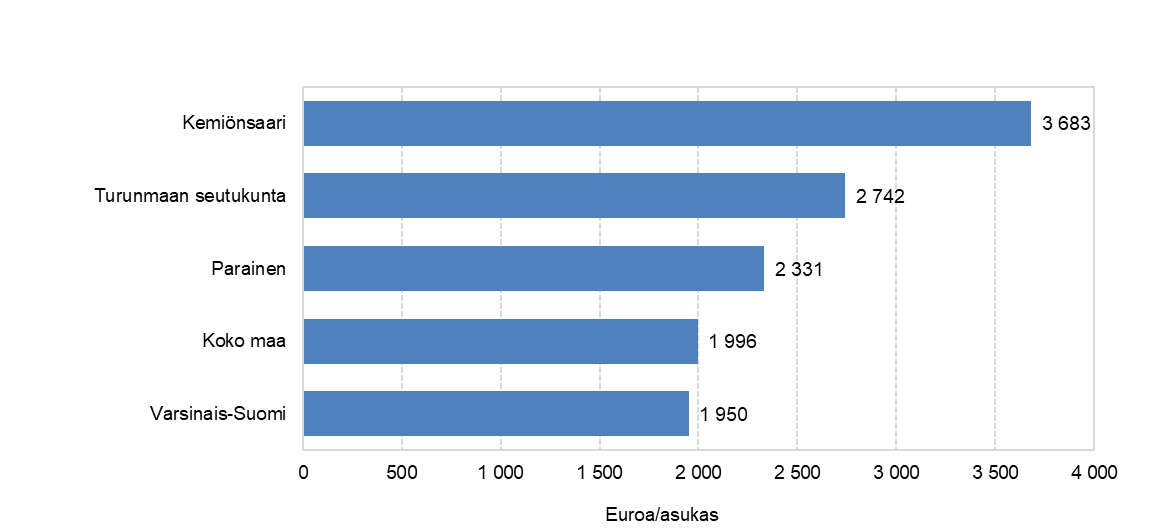 Kemiönsaari 3 683
Turunmaan seutukunta 2 742
Parainen 2 331
Koko maa 1 996
Varsinais-Suomi 1 950
0 500 1 000 1 500 2 000 2 500 3 000 3 500 4 000
Euroa/asukas